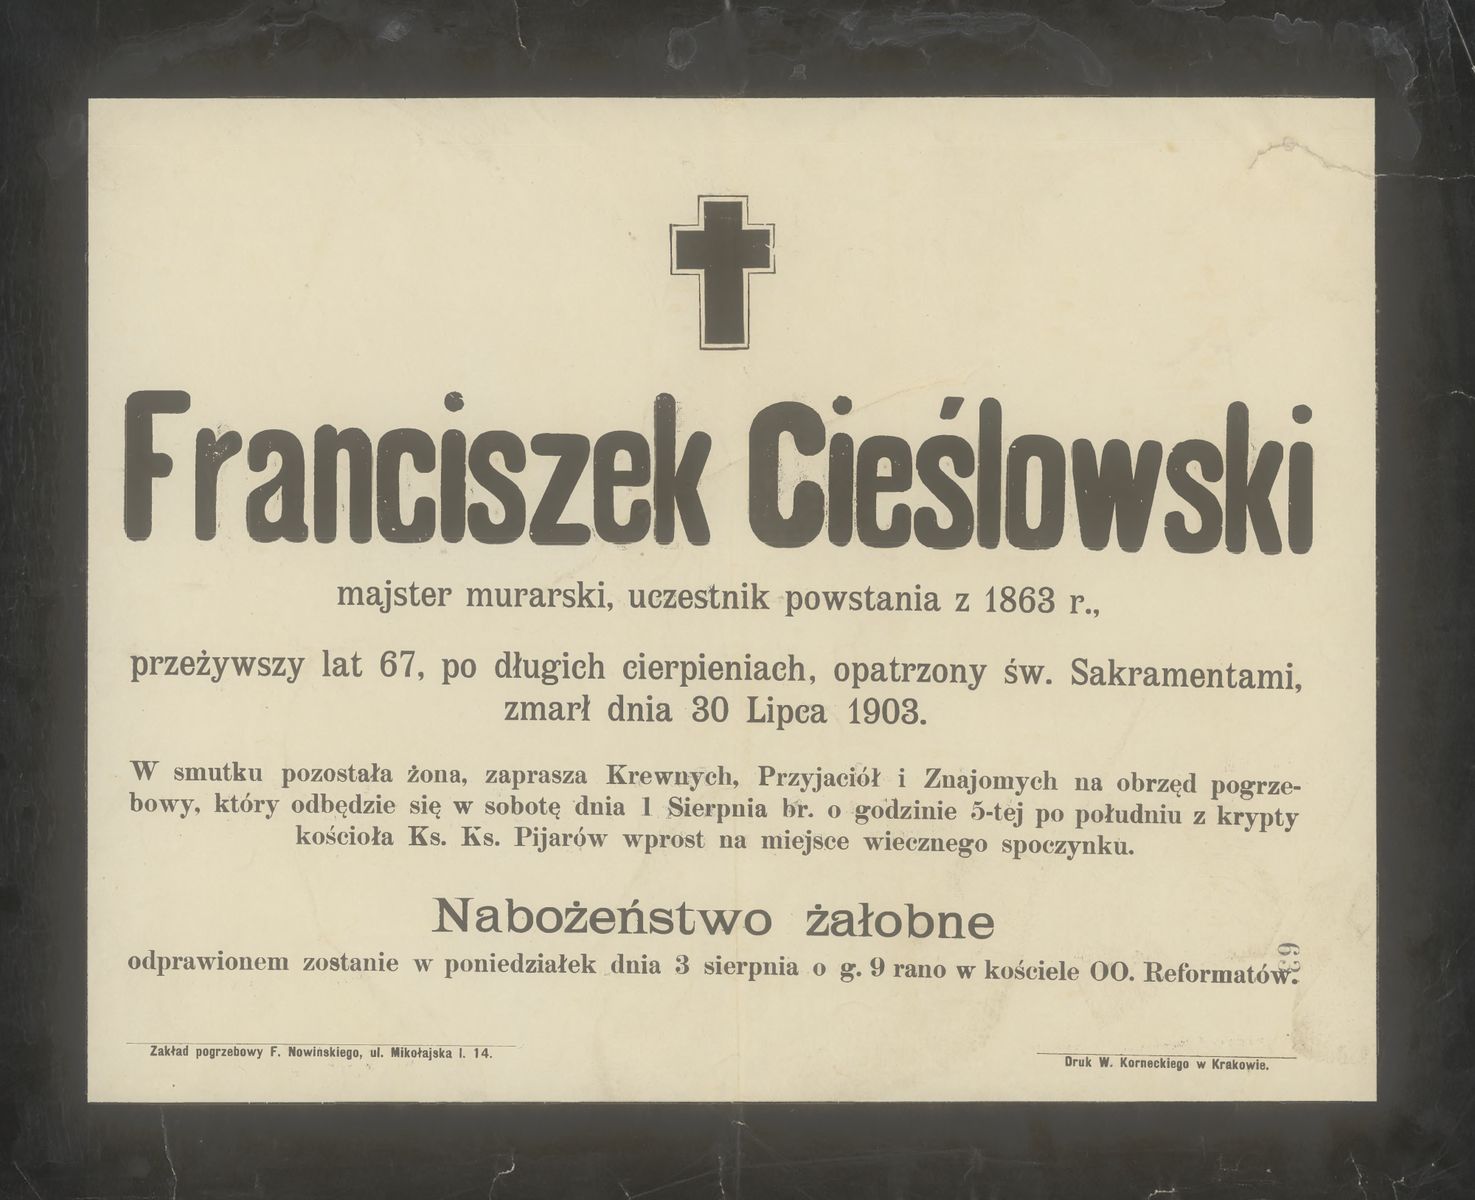 Franciszek Cieślowski
majster murarski, uczestnik powstania z 1863 r.,
przeżywszy lat 67, po długich cierpieniach, opatrzony św. Sakramentami,
zmarł dnia 30 Lipca 1903.
W smutku pozostała żona, zaprasza Krewnych, Przyjaciół i Znajomych na obrzęd pogrze-
bowy, który odbędzie się w sobotę dnia 1 Sierpnia br. o godzinie 5-tej po południu z krypty
kościoła Ks. Ks. Pijarów wprost na miejsce wiecznego spoczynku.
Nabożeństwo żałobne
odprawionem zostanie w poniedziałek dnia 3 sierpnia o g. 9 rano w kościele OO. Reformatów.
Zakład pogrzebowy F. Nowińskiego, ul. Mikołajska l. 14.
Druk W. Korneckiego w Krakowie.